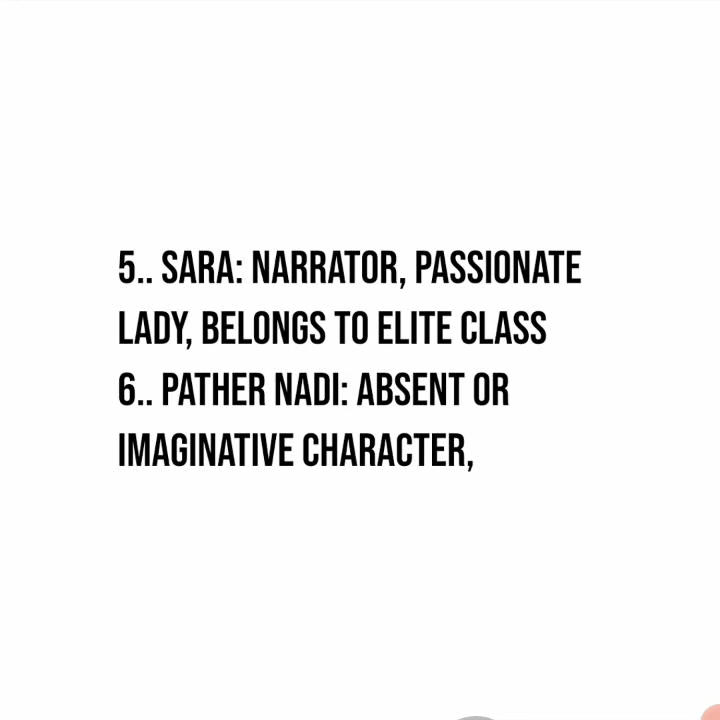 5.. SARA: NARRATOR, PASSIONATE
LADY, BELONGS TO ELITE CLASS
6.. PATHER NADI: ABSENT OR
IMAGINATIVE CHARACTER,